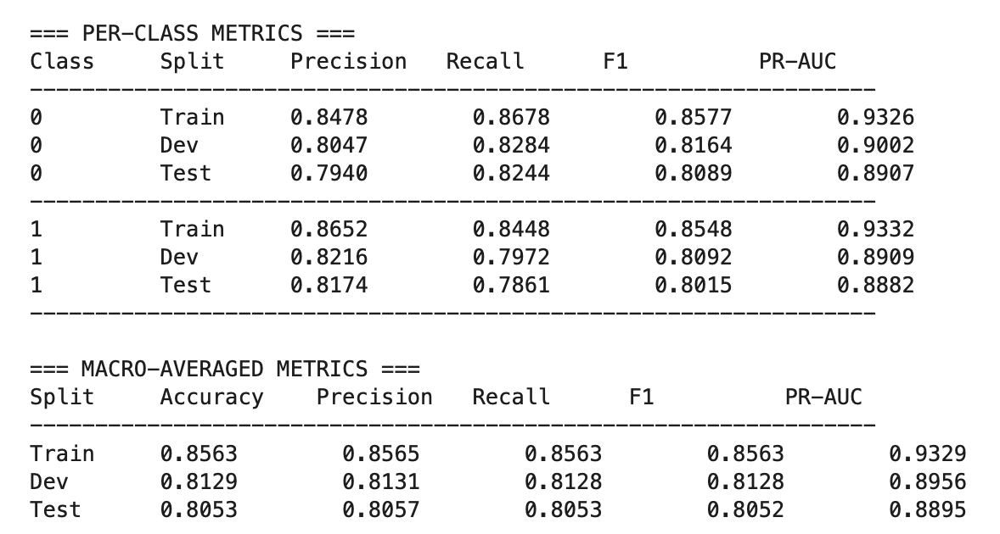 === PER-CLASS METRICS ===
Class Split Precision Recall F1 PR-AUC
-----------------------------------------------------------------
0 Train 0.8478 0.8678 0.8577 0.9326
0 Dev 0.8047 0.8284 0.8164 0.9002
0 Test 0.7940 0.8244 0.8089 0.8907
-----------------------------------------------------------------
1 Train 0.8652 0.8448 0.8548 0.9332
1 Dev 0.8216 0.7972 0.8092 0.8909
1 Test 0.8174 0.7861 0.8015 0.8882
-----------------------------------------------------------------
=== MACRO-AVERAGED METRICS ===
Split Accuracy Precision Recall F1 PR-AUC
-----------------------------------------------------------------
Train 0.8563 0.8565 0.8563 0.8563 0.9329
Dev 0.8129 0.8131 0.8128 0.8128 0.8956
Test 0.8053 0.8057 0.8053 0.8052 0.8895